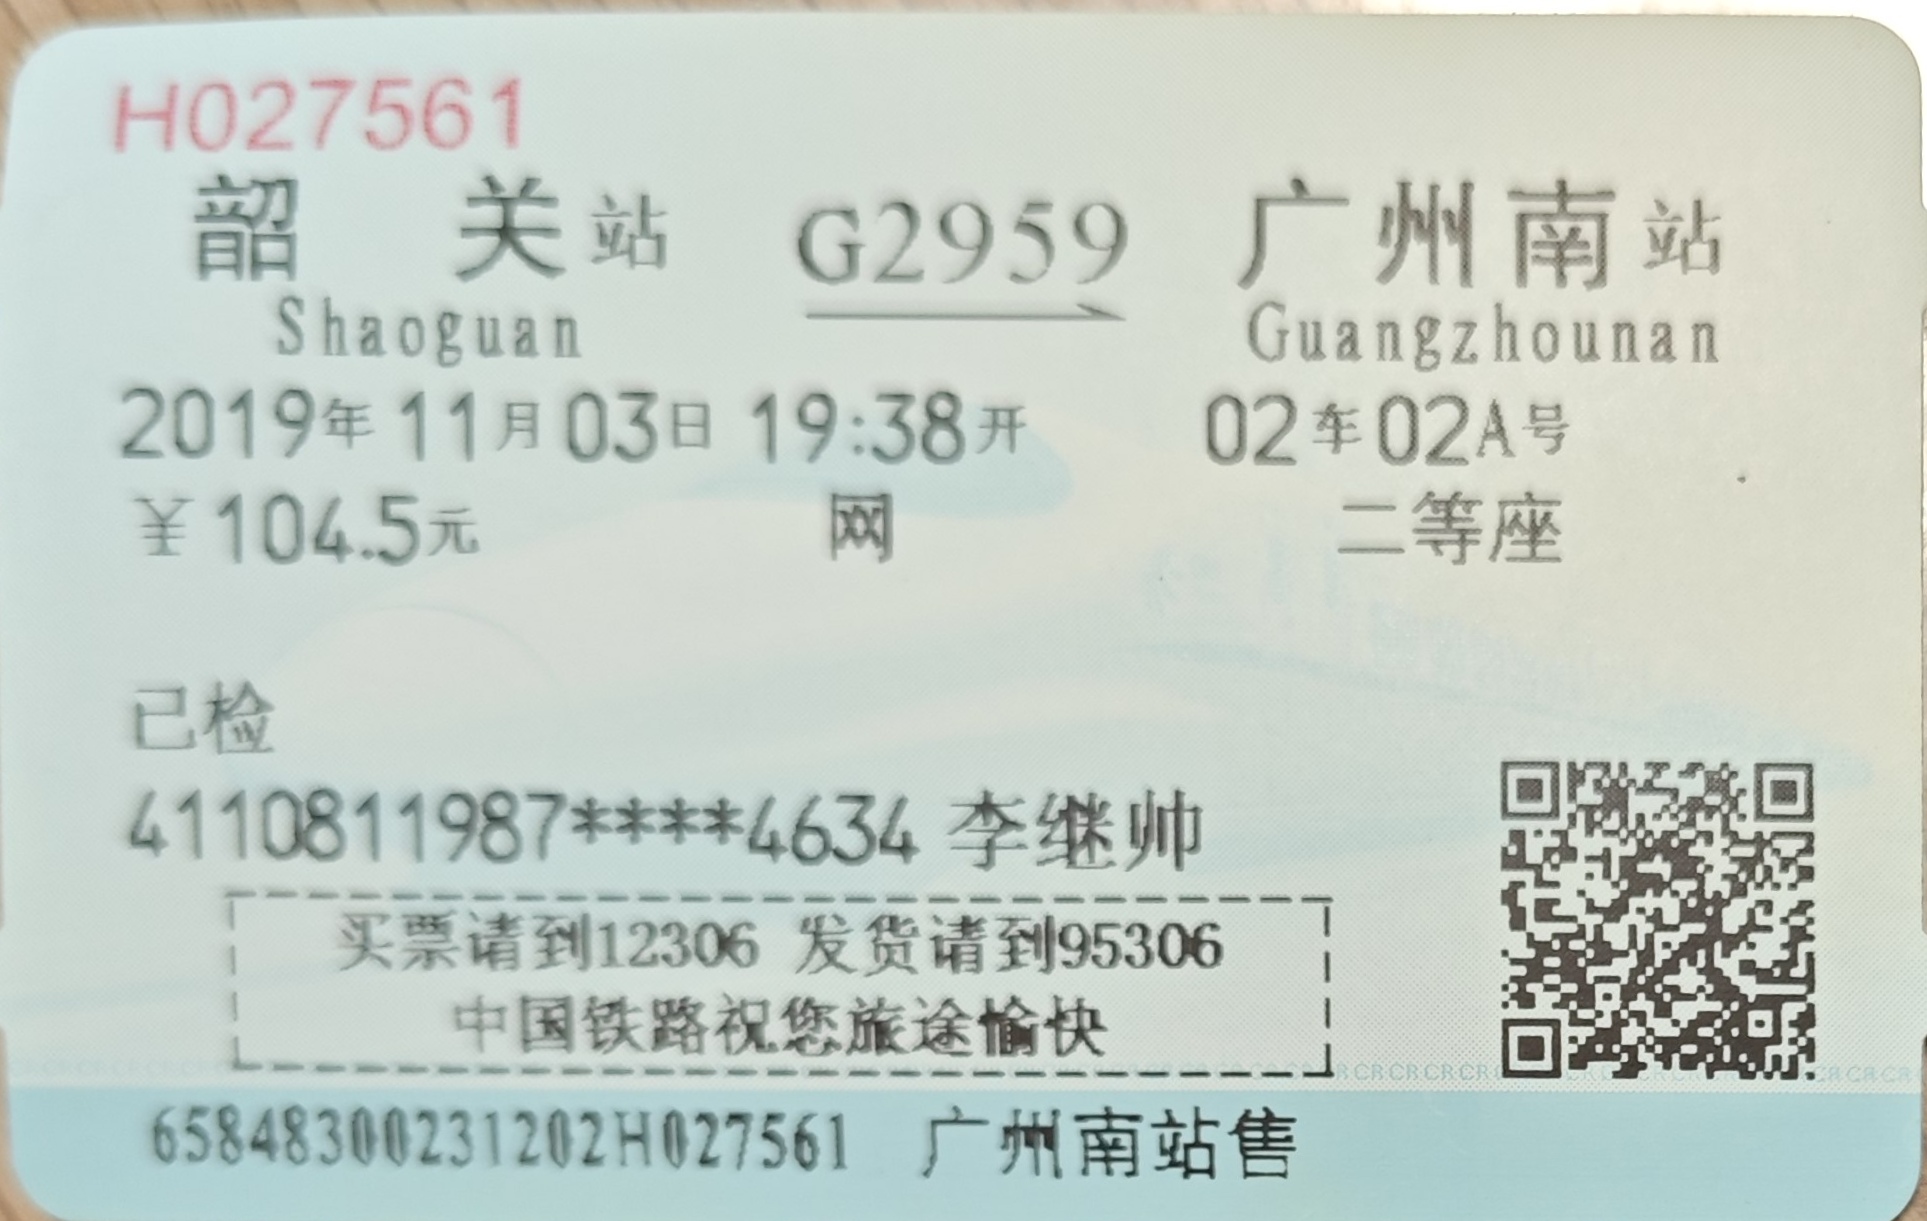 H027561
韶 关站 G2959 广州南站
Shaoguan Guangzhounan
2019年11月03日 19:38开 02车02A号
￥104.5元 网 二等座
已检
4110811987****4634 李继帅
买票请到12306 发货请到95306
中国铁路祝您旅途愉快
65848300231202H027561 广州南站售